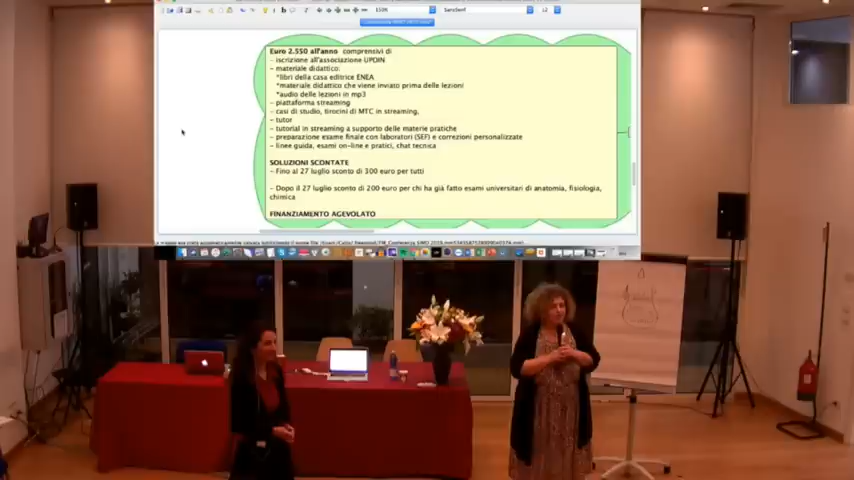 150%
SansSerif
12
Euro 2.550 all'anno comprensivi di
- iscrizione all'associazione UPDIN
- materiale didattico:
*libri della casa editrice ENEA
*materiale didattico che viene inviato prima delle lezioni
*audio delle lezioni in mp3
- piattaforma streaming
- casi di studio, tirocini di MTC in streaming,
- tutor
- tutorial in streaming a supporto delle materie pratiche
- preparazione esame finale con laboratori (SEF) e correzioni personalizzate
- linee guida, esami on-line e pratici, chat tecnica
SOLUZIONI SCONTATE
- Fino al 27 luglio sconto di 300 euro per tutti
- Dopo il 27 luglio sconto di 200 euro per chi ha già fatto esami universitari di anatomia, fisiologia,
chimica
FINANZIAMENTO AGEVOLATO